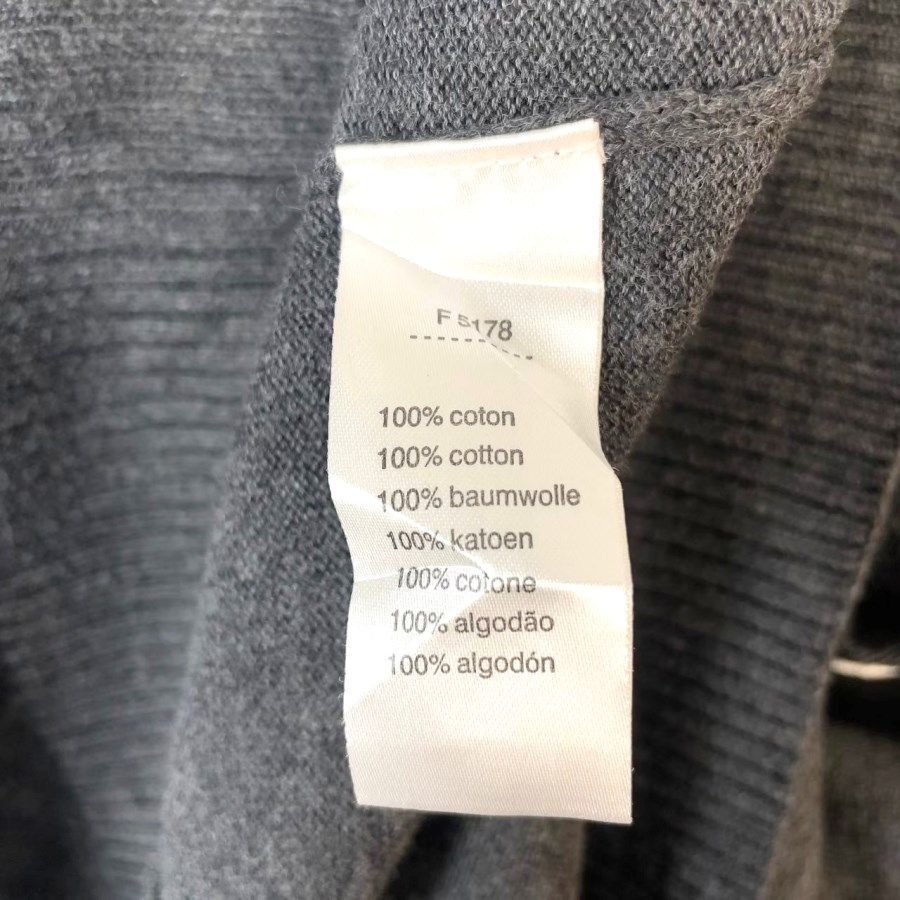 F 5178
100% coton
100% cotton
100% baumwolle
100% katoen
100% cotone
100% algodão
100% algodón